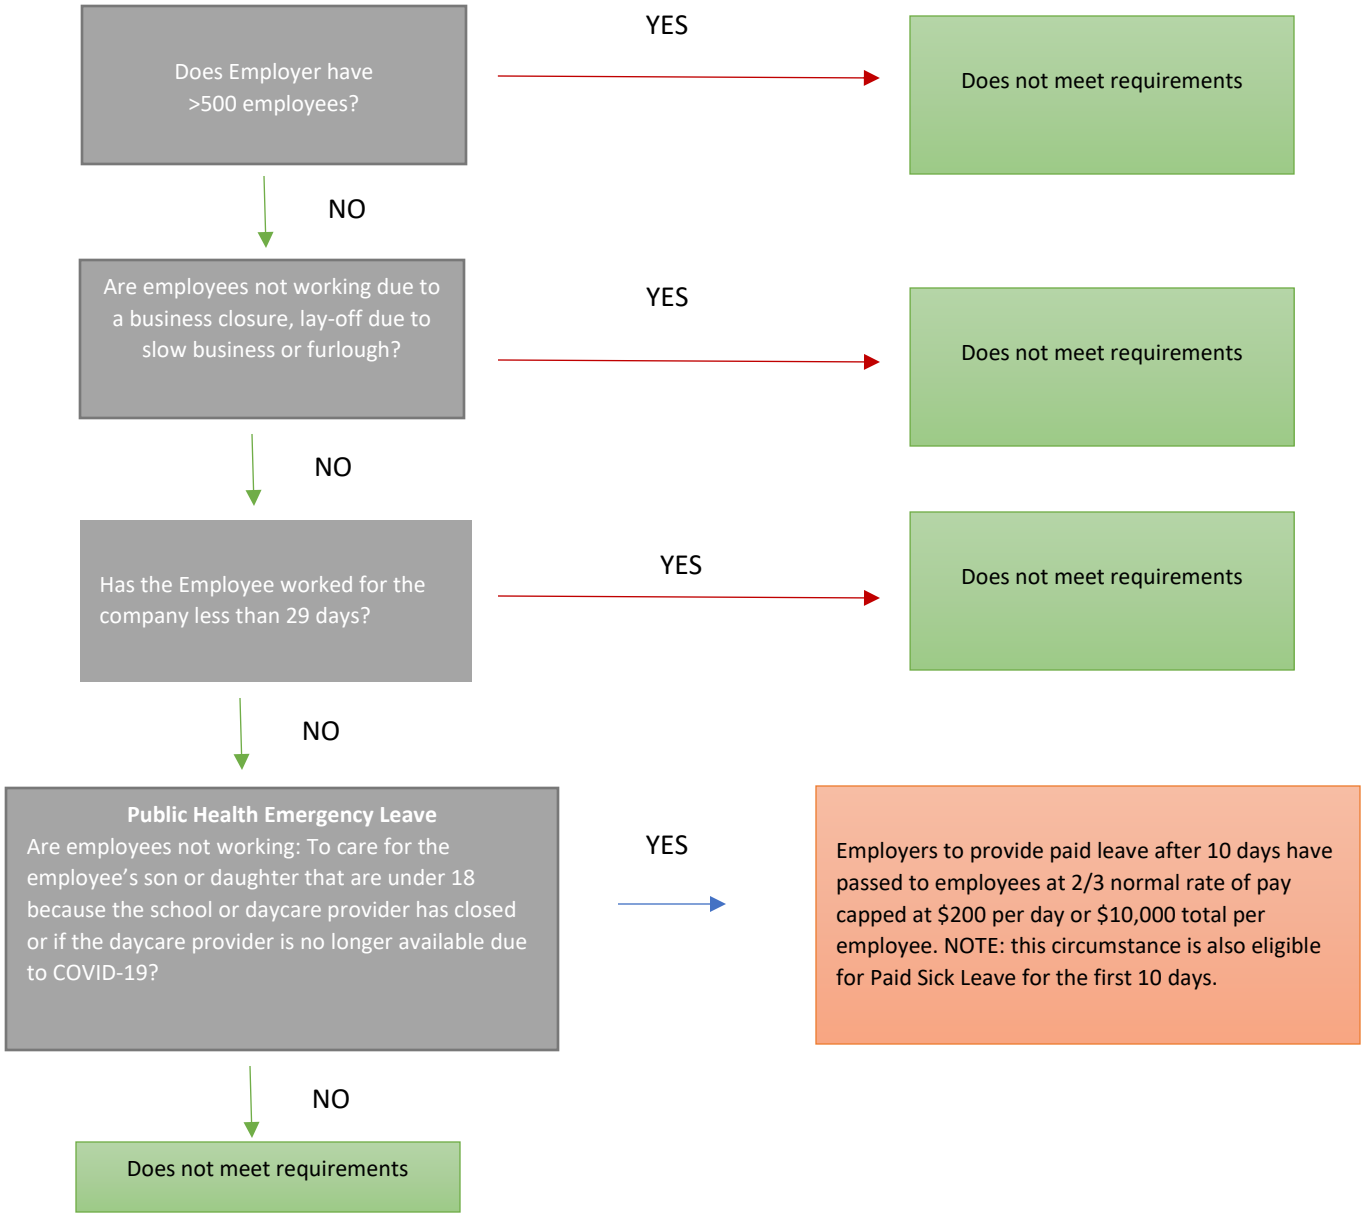 Does Employer have
>500 employees?
YES
Does not meet requirements
NO
Are employees not working due to
a business closure, lay-off due to
slow business or furlough?
YES
Does not meet requirements
NO
Has the Employee worked for the
company less than 29 days?
YES
Does not meet requirements
NO
Public Health Emergency Leave
Are employees not working: To care for the
employee’s son or daughter that are under 18
because the school or daycare provider has closed
or if the daycare provider is no longer available due
to COVID-19?
YES
Employers to provide paid leave after 10 days have
passed to employees at 2/3 normal rate of pay
capped at $200 per day or $10,000 total per
employee. NOTE: this circumstance is also eligible
for Paid Sick Leave for the first 10 days.
NO
Does not meet requirements